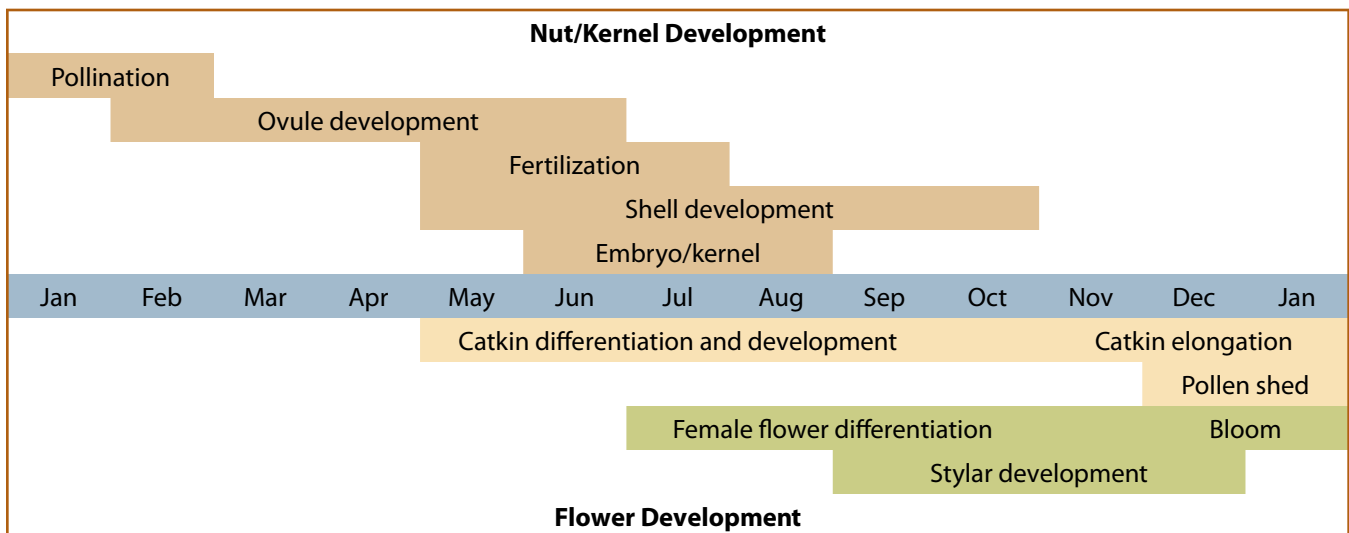 Nut/Kernel Development
Pollination
Ovule development
Fertilization
Shell development
Embryo/kernel
Jan Feb Mar Apr May Jun Jul Aug Sep Oct Nov Dec Jan
Catkin differentiation and development Catkin elongation
Pollen shed
Female flower differentiation Bloom
Stylar development
Flower Development